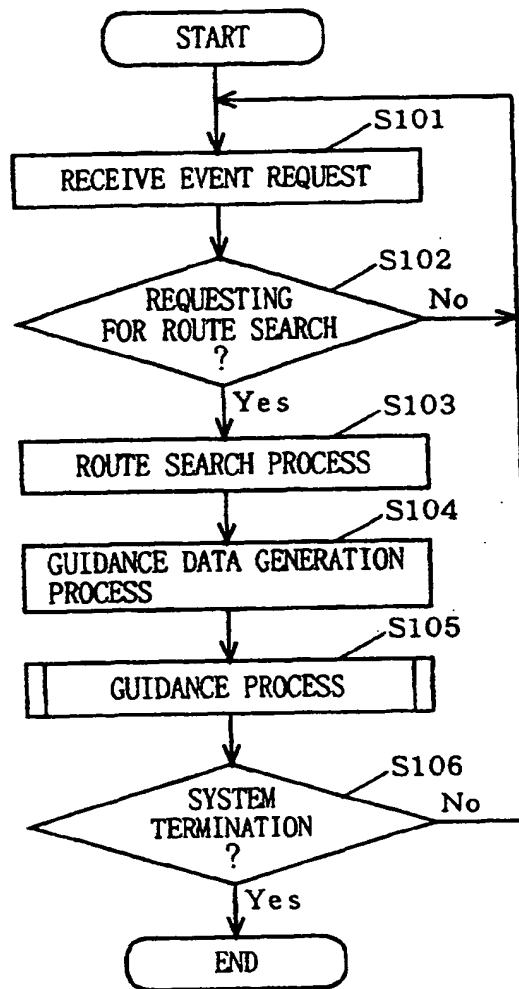 START
S101
RECEIVE EVENT REQUEST
S102
REQUESTING
FOR ROUTE SEARCH
?
No
Yes
S103
ROUTE SEARCH PROCESS
S104
GUIDANCE DATA GENERATION
PROCESS
S105
GUIDANCE PROCESS
S106
SYSTEM
TERMINATION
?
No
Yes
END